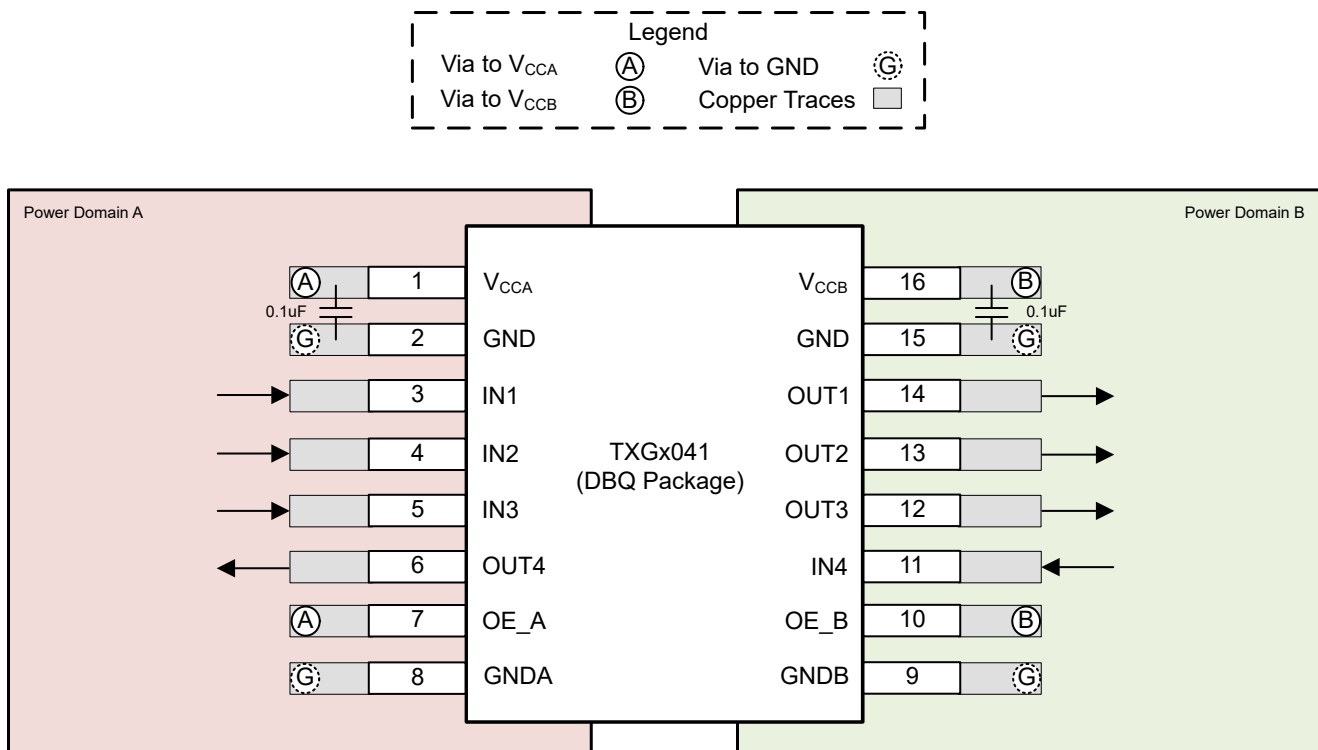 Legend
Via to VCCA A Via to GND G
Via to VCCB B Copper Traces
Power Domain A
Power Domain B
A 1 VCCA VCCB 16 B
0.1uF 0.1uF
G 2 GND GND 15 G
3 IN1 OUT1 14
4 IN2 OUT2 13
TXGx041
(DBQ Package)
5 IN3 OUT3 12
6 OUT4 IN4 11
A 7 OE_A OE_B 10 B
G 8 GNDA GNDB 9 G